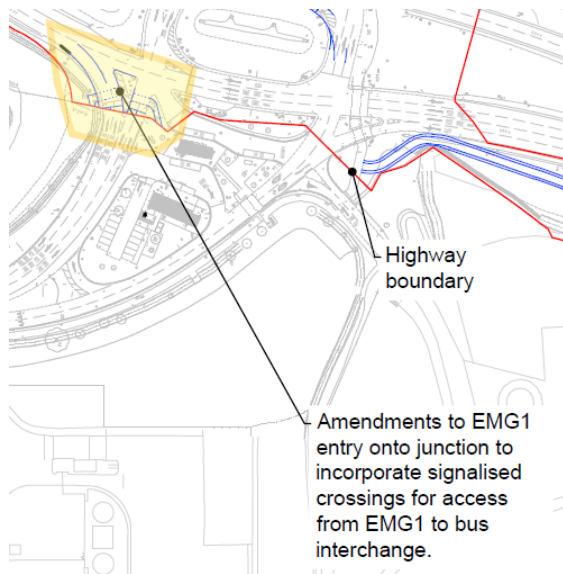 Highway
boundary
Amendments to EMG1
entry onto junction to
incorporate signalised
crossings for access
from EMG1 to bus
interchange.